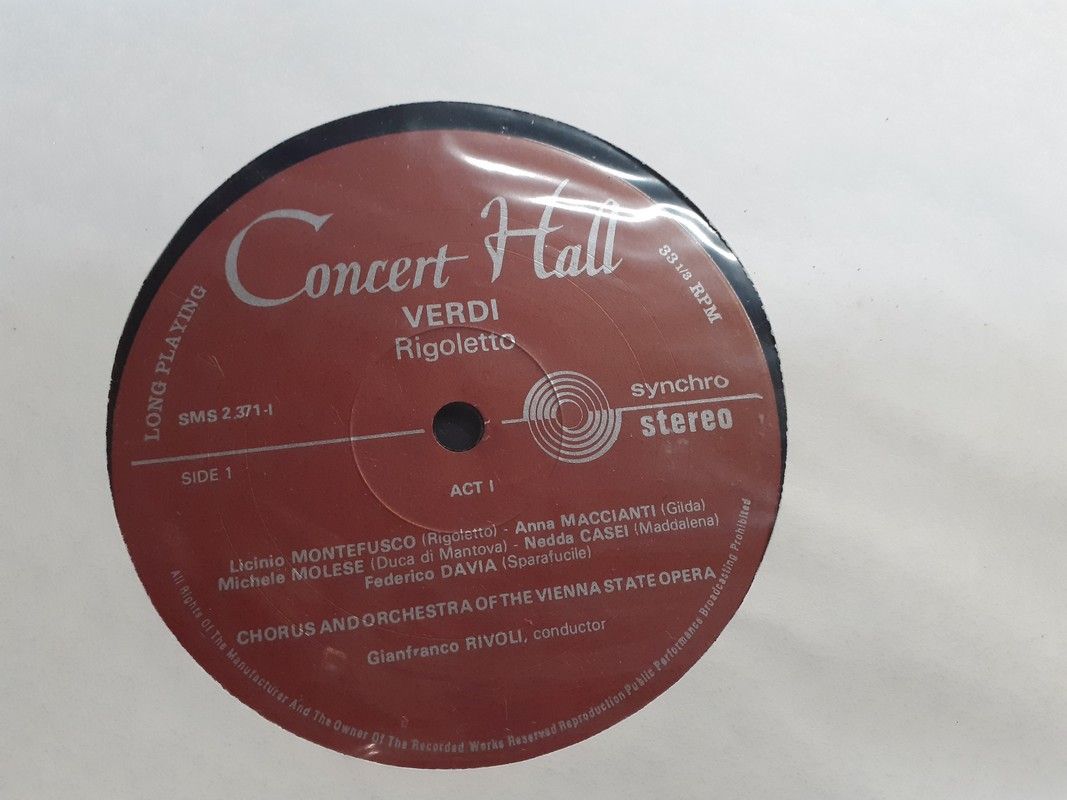 Concert Hall
LONG PLAYING
33 1/3 RPM
VERDI
Rigoletto
synchro
stereo
SMS 2.371-I
SIDE 1
ACT I
Licinio MONTEFUSCO (Rigoletto) - Anna MACCIANTI (Gilda)
Michele MOLESE (Duca di Mantova) - Nedda CASEI (Maddalena)
Federico DAVIA (Sparafucile)
CHORUS AND ORCHESTRA OF THE VIENNA STATE OPERA
Gianfranco RIVOLI, conductor
All Rights Of The Manufacturer And The Owner Of The Recorded Works Reserved Reproduction Public Performance Broadcasting Prohibited